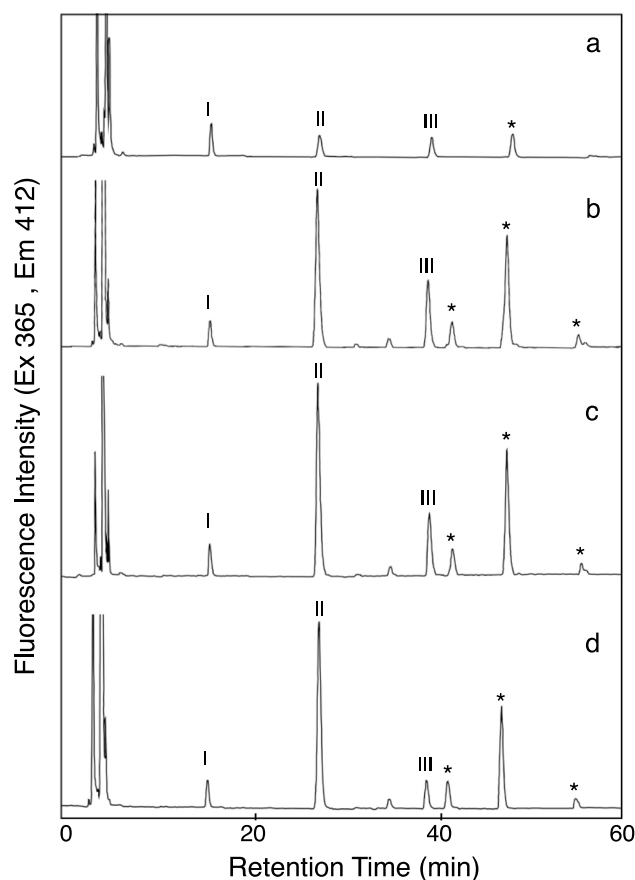 Fluorescence Intensity (Ex 365 , Em 412)
a
I
II
III
*
b
I
II
III
*
*
*
c
I
II
III
*
*
*
d
I
II
III
*
*
*
0 20 40 60
Retention Time (min)